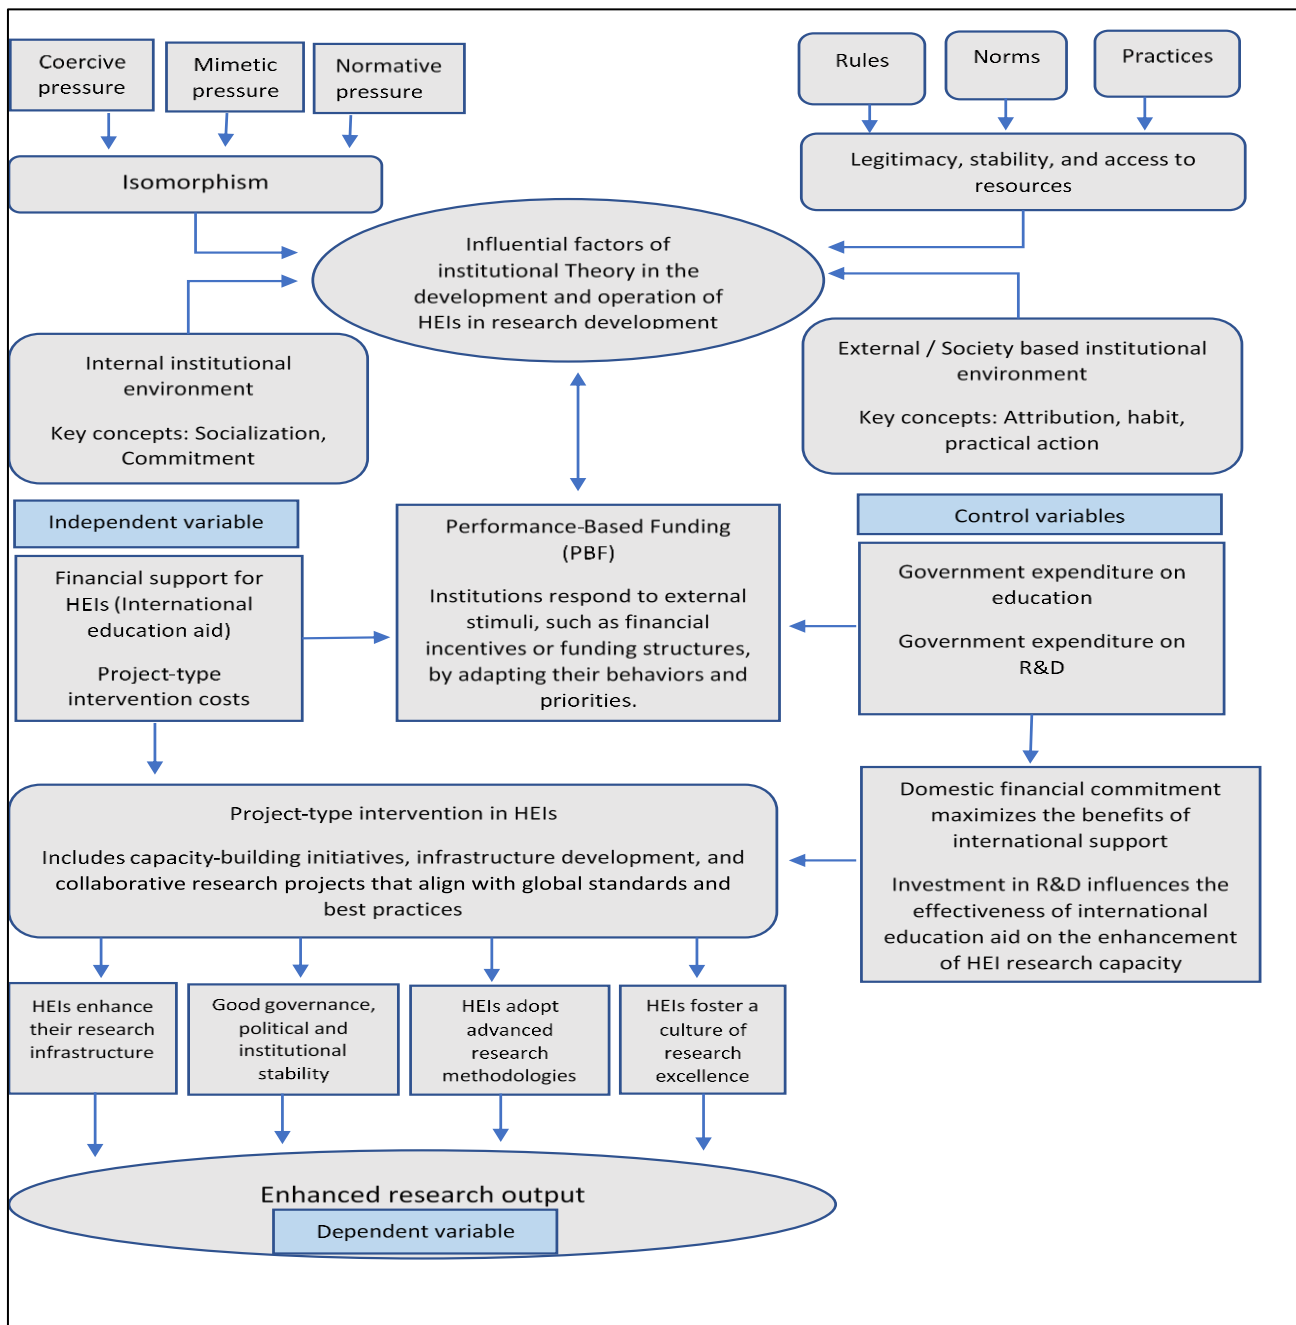 Coercive
pressure
Mimetic
pressure
Normative
pressure
Rules
Norms
Practices
Isomorphism
Legitimacy, stability, and access to
resources
Influential factors of
institutional Theory in the
development and operation of
HEIs in research development
Internal institutional
environment
Key concepts: Socialization,
Commitment
External / Society based institutional
environment
Key concepts: Attribution, habit,
practical action
Independent variable
Financial support for
HEIs (International
education aid)
Project-type
intervention costs
Performance-Based Funding
(PBF)
Institutions respond to external
stimuli, such as financial
incentives or funding structures,
by adapting their behaviors and
priorities.
Control variables
Government expenditure on
education
Government expenditure on
R&D
Project-type intervention in HEIs
Includes capacity-building initiatives, infrastructure development, and
collaborative research projects that align with global standards and
best practices
Domestic financial commitment
maximizes the benefits of
international support
Investment in R&D influences the
effectiveness of international
education aid on the enhancement
of HEI research capacity
HEIs enhance
their research
infrastructure
Good governance,
political and
institutional
stability
HEIs adopt
advanced
research
methodologies
HEIs foster a
culture of
research
excellence
Enhanced research output
Dependent variable